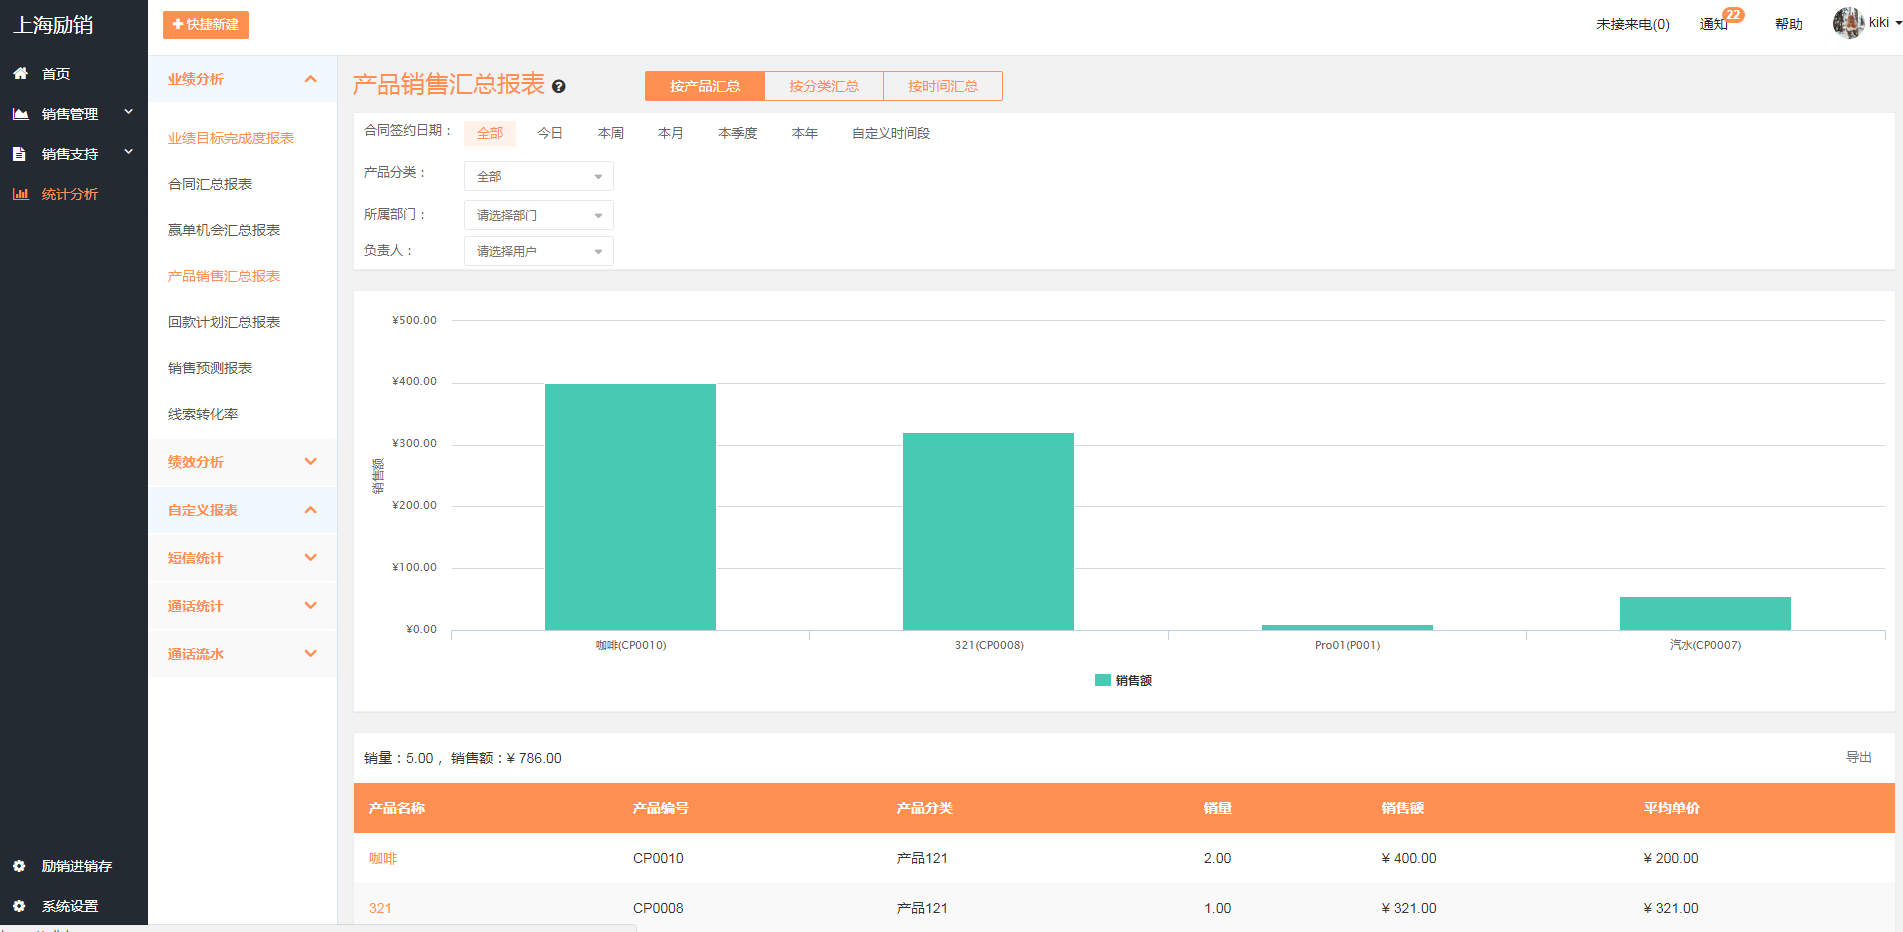 上海励销
快捷新建
未接来电(0)
通知
22
帮助
kiki
首页
销售管理
销售支持
统计分析
励销进销存
系统设置
业绩分析
业绩目标完成度报表
合同汇总报表
赢单机会汇总报表
产品销售汇总报表
回款计划汇总报表
销售预测报表
线索转化率
绩效分析
自定义报表
短信统计
通话统计
通话流水
产品销售汇总报表
按产品汇总 按分类汇总 按时间汇总
合同签约日期： 全部 今日 本周 本月 本季度 本年 自定义时间段
产品分类： 全部
所属部门： 请选择部门
负责人： 请选择用户
¥500.00
¥400.00
¥300.00
¥200.00
¥100.00
¥0.00
销售额
咖啡(CP0010) 321(CP0008) Pro01(P001) 汽水(CP0007)
销售额
销量：5.00 ，销售额：¥ 786.00
导出
产品名称 产品编号 产品分类 销量 销售额 平均单价
咖啡 CP0010 产品121 2.00 ¥ 400.00 ¥ 200.00
321 CP0008 产品121 1.00 ¥ 321.00 ¥ 321.00